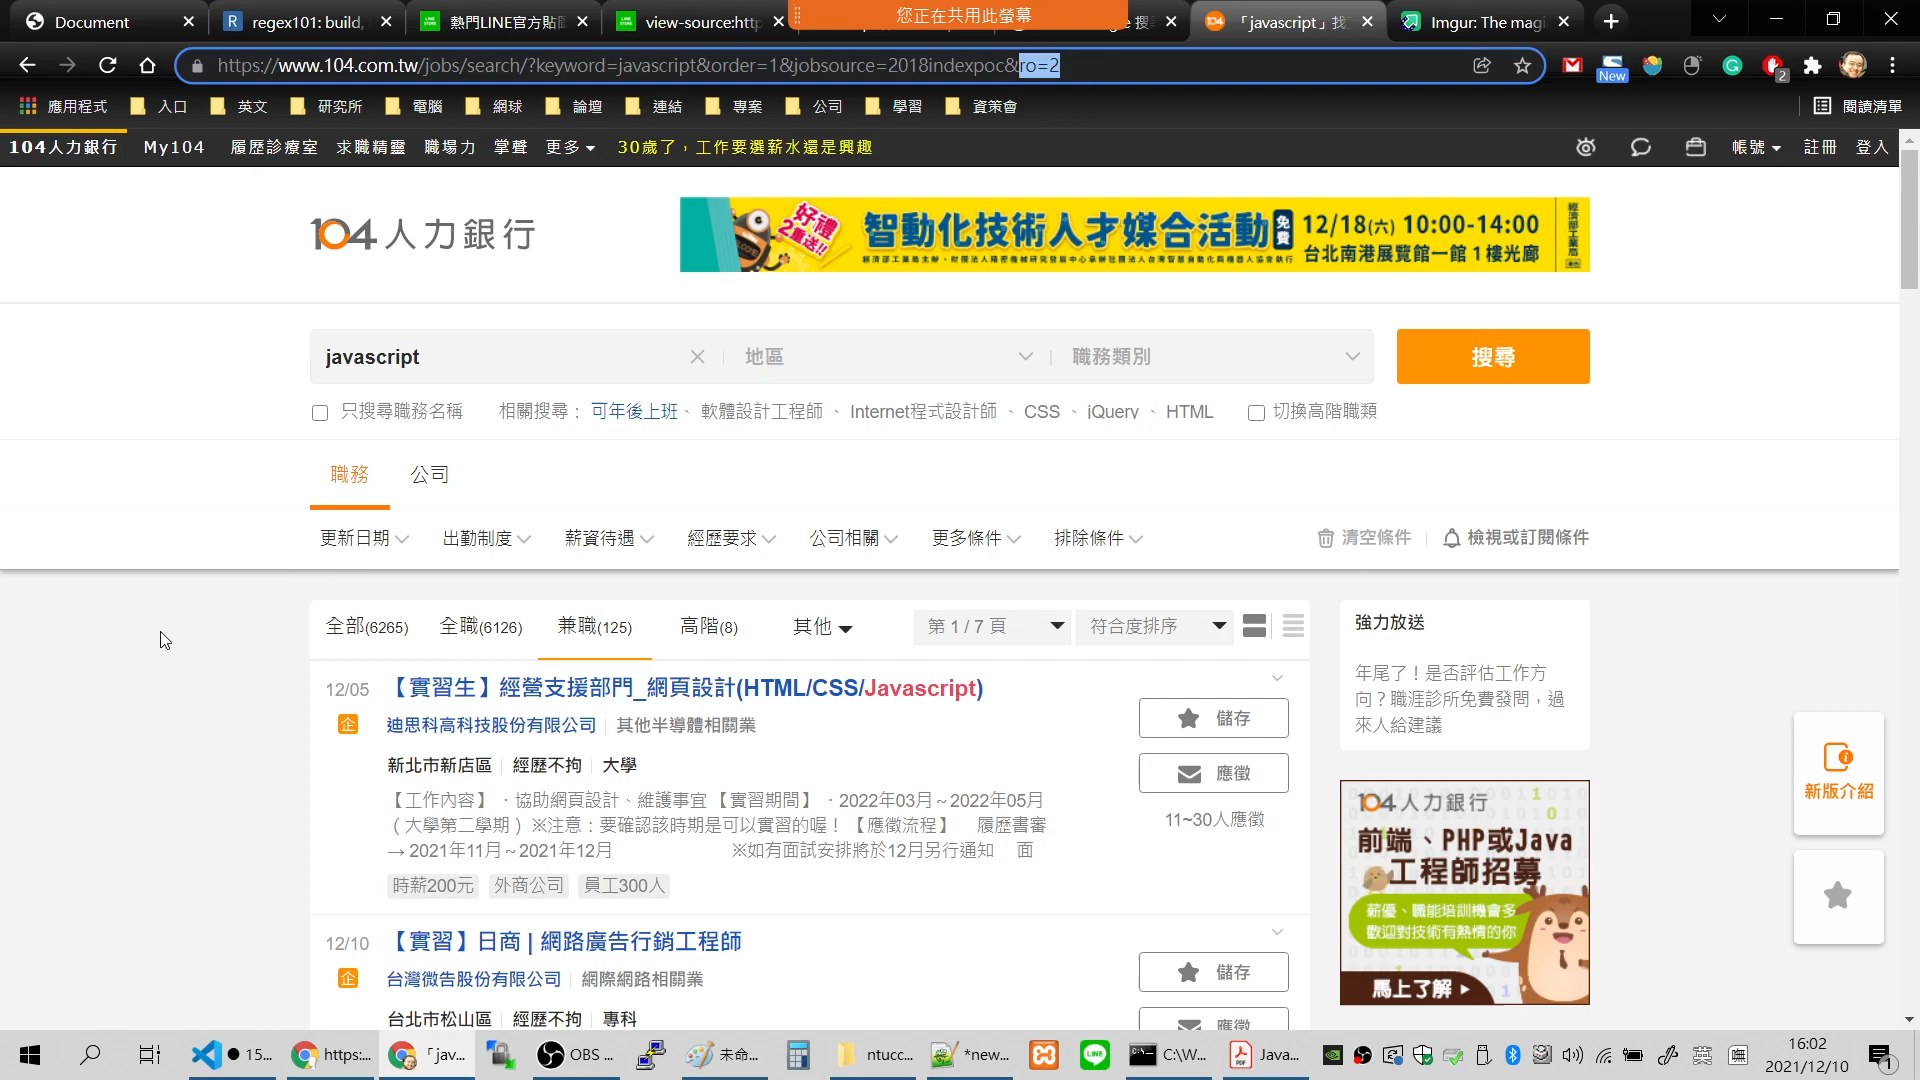 Document
regex101: build,
熱門LINE官方貼
view-source:http
您正在共用此螢幕
「javascript」找
Imgur: The magi
https://www.104.com.tw/jobs/search/?keyword=javascript&order=1&jobsource=2018indexpoc&ro=2
New
2
應用程式 入口 英文 研究所 電腦 網球 論壇 連結 專案 公司 學習 資策會 閱讀清單
104人力銀行 My104 履歷診療室 求職精靈 職場力 掌聲 更多 30歲了，工作要選薪水還是興趣 帳號 註冊 登入
104人力銀行
好禮2重送!!
智動化技術人才媒合活動 免費 12/18(六) 10:00-14:00
台北南港展覽館一館 1 樓光廊
經濟部工業局
廣告
javascript 地區 職務類別 搜尋
只搜尋職務名稱 相關搜尋： 可年後上班、 軟體設計工程師 、 Internet程式設計師 、 CSS 、 jQuery 、 HTML 切換高階職類
職務 公司
更新日期 出勤制度 薪資待遇 經歷要求 公司相關 更多條件 排除條件 清空條件 檢視或訂閱條件
全部(6265) 全職(6126) 兼職(125) 高階(8) 其他 第 1 / 7 頁 符合度排序
12/05 【實習生】經營支援部門_網頁設計(HTML/CSS/Javascript)
企 迪思科高科技股份有限公司 其他半導體相關業
新北市新店區 經歷不拘 大學
【工作內容】 ・協助網頁設計、維護事宜 【實習期間】 ・2022年03月～2022年05月
（大學第二學期） ※注意：要確認該時期是可以實習的喔！ 【應徵流程】 履歷書審
→ 2021年11月～2021年12月 ※如有面試安排將於12月另行通知 面
時薪200元 外商公司 員工300人
儲存
應徵
11~30人應徵
12/10 【實習】日商 | 網路廣告行銷工程師
企 台灣微告股份有限公司 網際網路相關業
台北市松山區 經歷不拘 專科
儲存
應徵
強力放送
年尾了！是否評估工作方
向？職涯診所免費發問，過
來人給建議
104人力銀行
前端、PHP或Java
工程師招募
薪優、職能培訓機會多
歡迎對技術有熱情的你
馬上了解
新版介紹
15... https:... 「jav... OBS ... 未命... ntucc... *new... LINE C:\W... Java...
英
16:02
2021/12/10
1